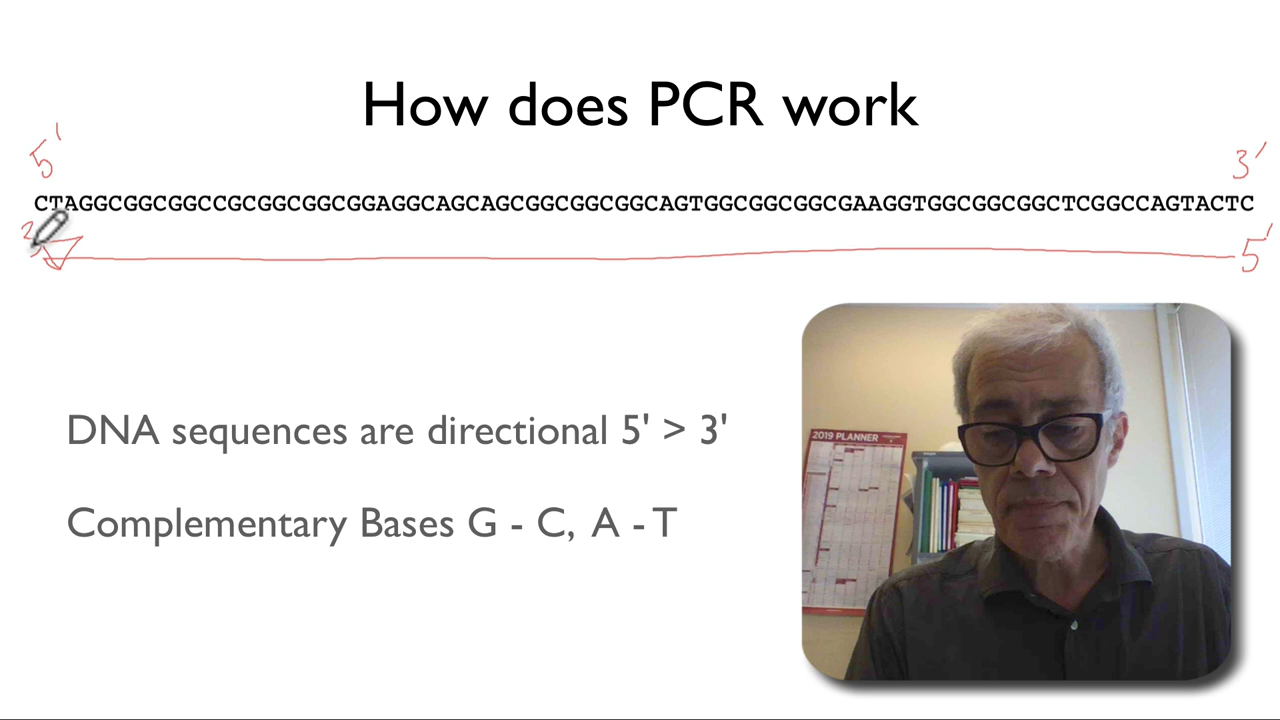 How does PCR work
5' 3'
CTAGGCGGCGGCCGCGGCGGCGGAGGCAGCAGCGGCGGCGGCAGTGGCGGCGGCGAAGGTGGCGGCGGCTCGGCCAGTACTC
3 5'
DNA sequences are directional 5' > 3'
Complementary Bases G - C, A - T
2019 PLANNER